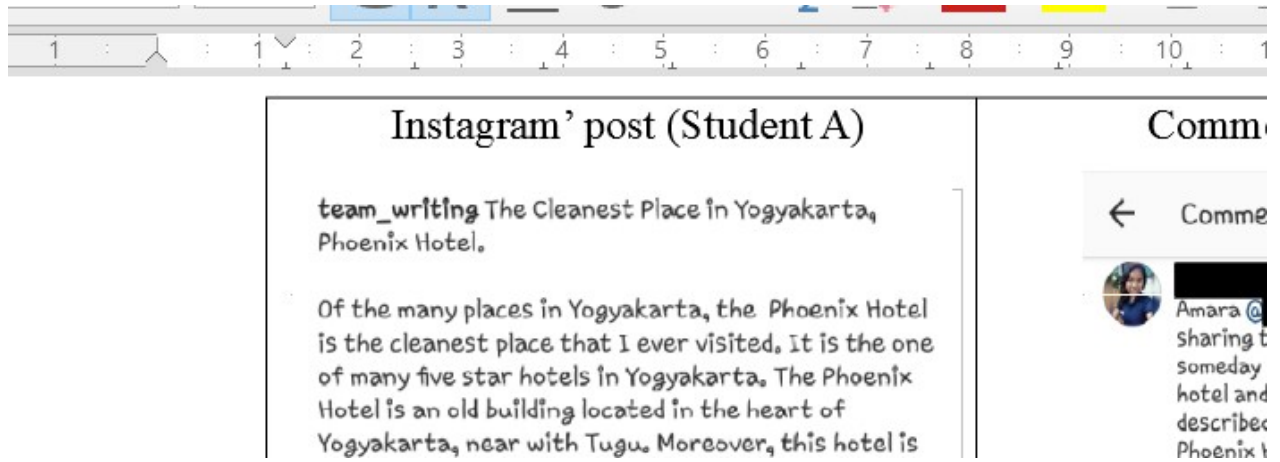 1 1 2 3 4 5 6 7 8 9 10
Instagram’ post (Student A)
team_writing The Cleanest Place in Yogyakarta,
Phoenix Hotel.
Of the many places in Yogyakarta, the Phoenix Hotel
is the cleanest place that I ever visited. It is the one
of many five star hotels in Yogyakarta. The Phoenix
Hotel is an old building located in the heart of
Yogyakarta, near with Tugu. Moreover, this hotel is
Amara @
sharing
someday
hotel and
Phoenix